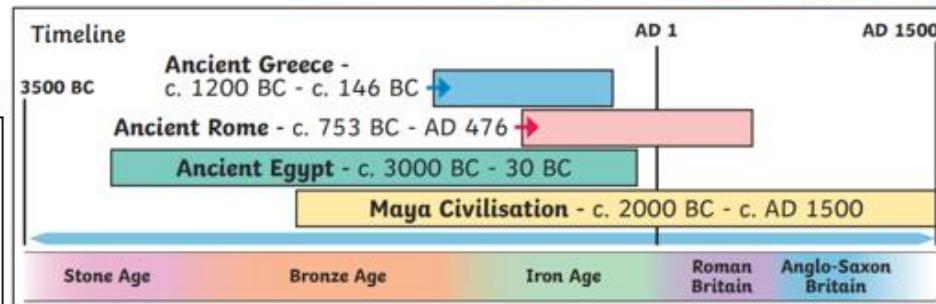 Timeline
AD 1
AD 1500
3500 BC
Ancient Greece -
c. 1200 BC - c. 146 BC
Ancient Rome - c. 753 BC - AD 476
Ancient Egypt - c. 3000 BC - 30 BC
Maya Civilisation - c. 2000 BC - c. AD 1500
Stone Age
Bronze Age
Iron Age
Roman
Britain
Anglo-Saxon
Britain